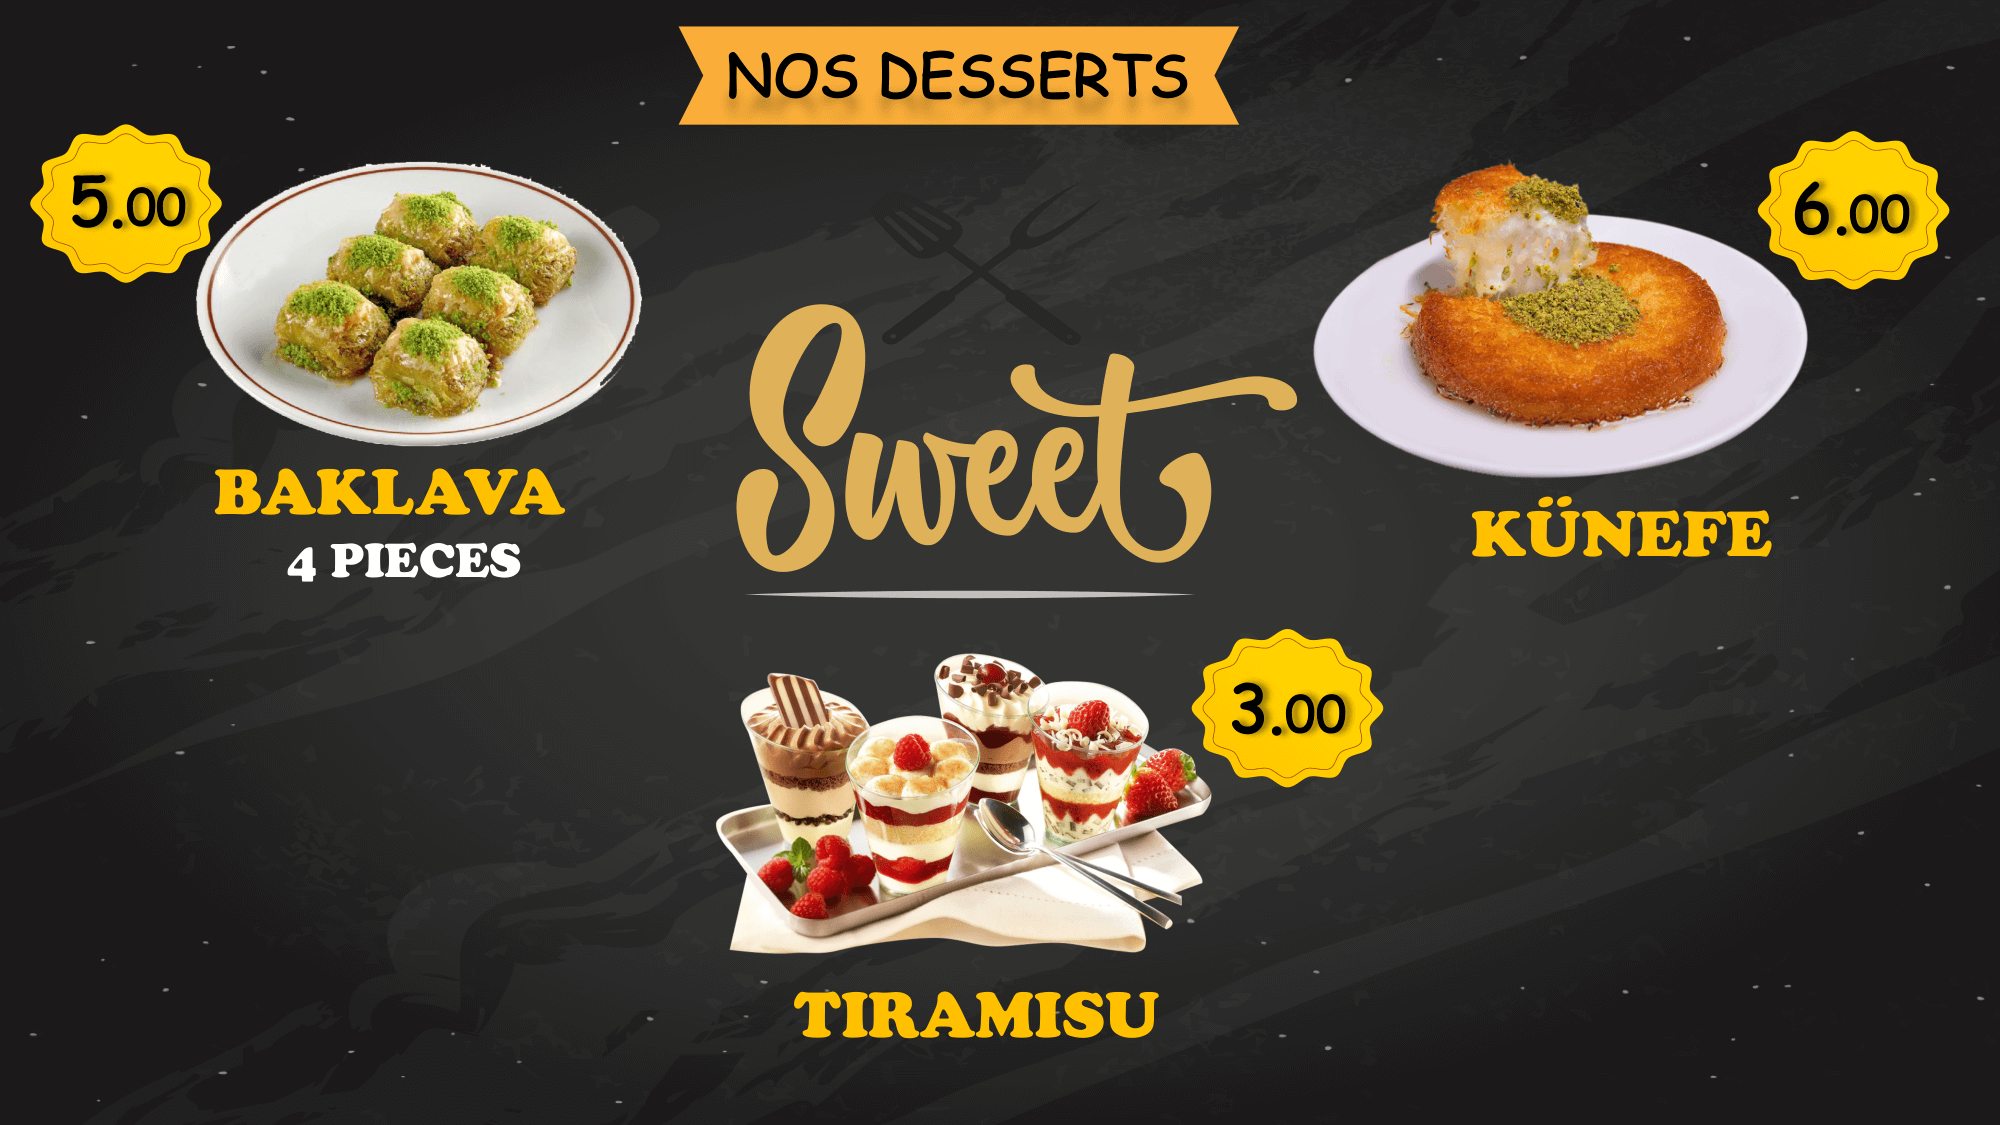 NOS DESSERTS
5.00
BAKLAVA
4 PIECES
Sweet
6.00
KÜNEFE
3.00
TIRAMISU